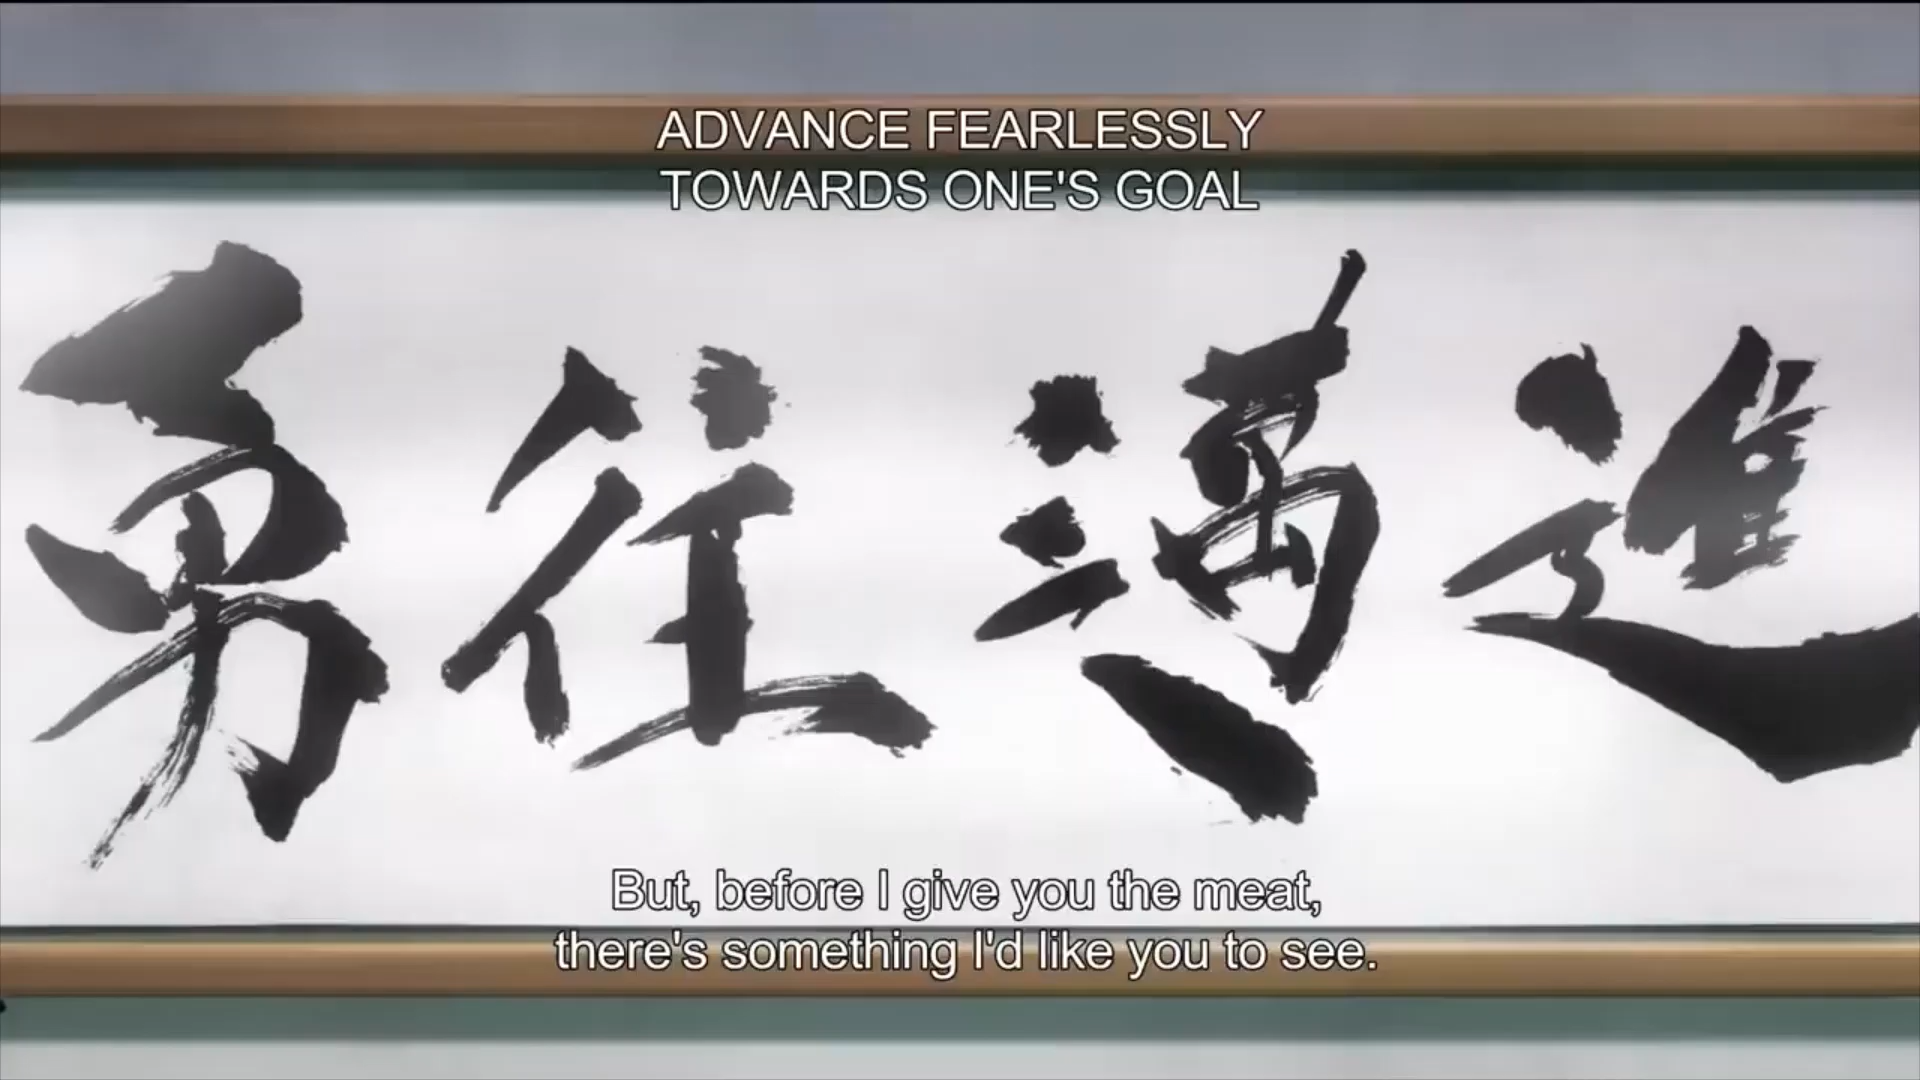 ADVANCE FEARLESSLY
TOWARDS ONE'S GOAL
勇往邁進
But, before I give you the meat,
there's something I'd like you to see.